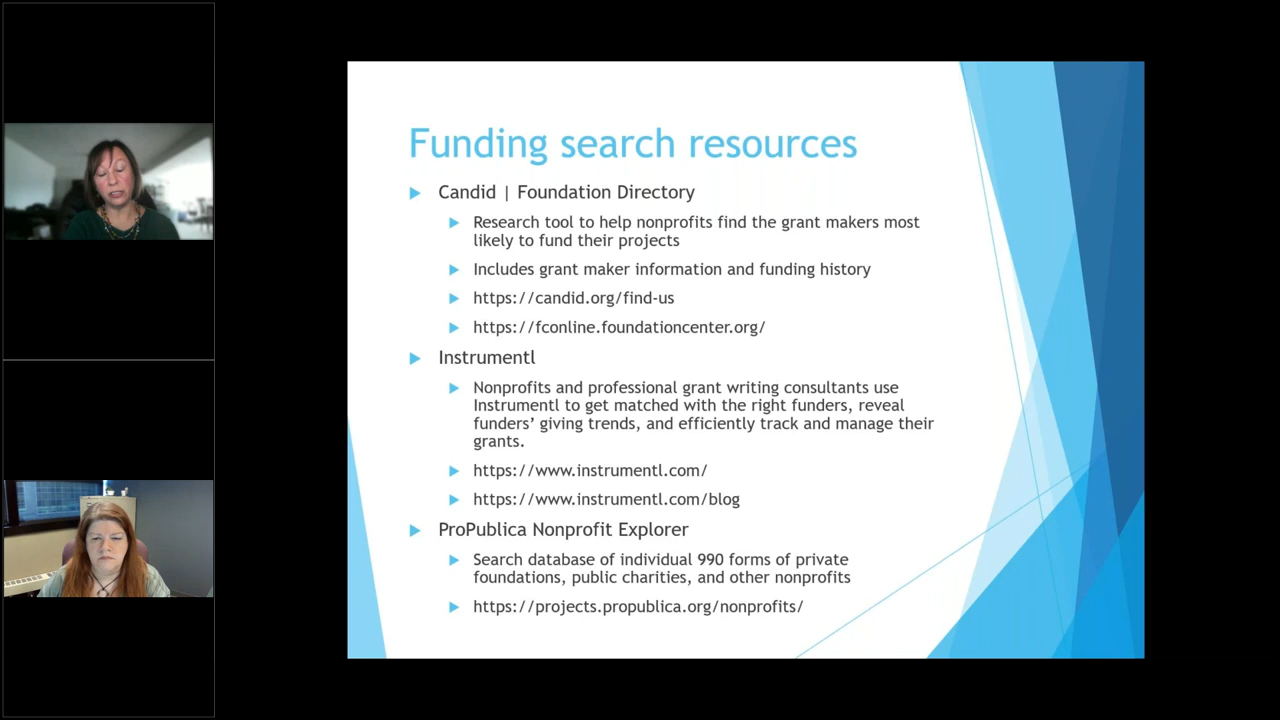 Funding search resources
Candid | Foundation Directory
Research tool to help nonprofits find the grant makers most
likely to fund their projects
Includes grant maker information and funding history
https://candid.org/find-us
https://fconline.foundationcenter.org/
Instrumentl
Nonprofits and professional grant writing consultants use
Instrumentl to get matched with the right funders, reveal
funders’ giving trends, and efficiently track and manage their
grants.
https://www.instrumentl.com/
https://www.instrumentl.com/blog
ProPublica Nonprofit Explorer
Search database of individual 990 forms of private
foundations, public charities, and other nonprofits
https://projects.propublica.org/nonprofits/